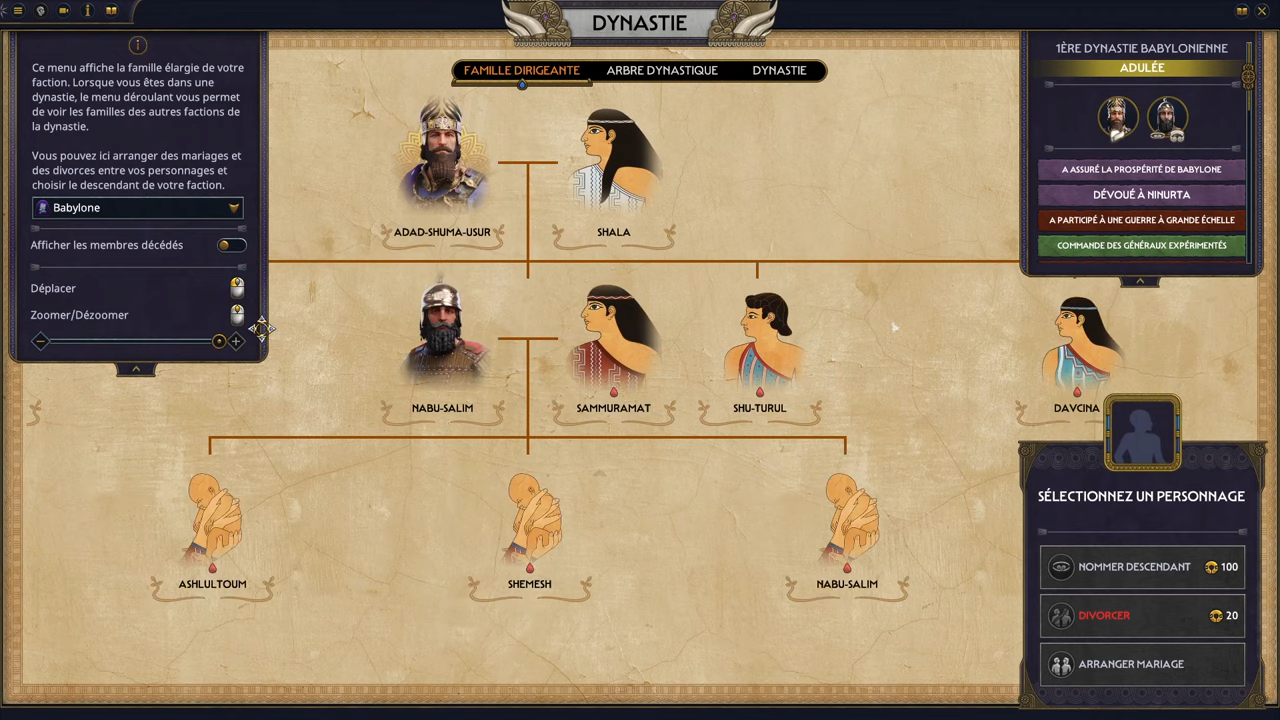 DYNASTIE
Ce menu affiche la famille élargie de votre
faction. Lorsque vous êtes dans une
dynastie, le menu déroulant vous permet
de voir les familles des autres factions de
la dynastie.
Vous pouvez ici arranger des mariages et
des divorces entre vos personnages et
choisir le descendant de votre faction.
Babylone
Afficher les membres décédés
Déplacer
Zoomer/Dézoomer
FAMILLE DIRIGEANTE
ARBRE DYNASTIQUE
DYNASTIE
ADAD-SHUMA-USUR
SHALA
NABU-SALIM
SAMMURAMAT
SHU-TURUL
DAVCINA
ASHLULTOUM
SHEMESH
NABU-SALIM
1ÈRE DYNASTIE BABYLONIENNE
ADULÉE
A ASSURÉ LA PROSPÉRITÉ DE BABYLONE
DÉVOUÉ À NINURTA
A PARTICIPÉ À UNE GUERRE À GRANDE ÉCHELLE
COMMANDE DES GÉNÉRAUX EXPÉRIMENTÉS
SÉLECTIONNEZ UN PERSONNAGE
NOMMER DESCENDANT 100
DIVORCER 20
ARRANGER MARIAGE